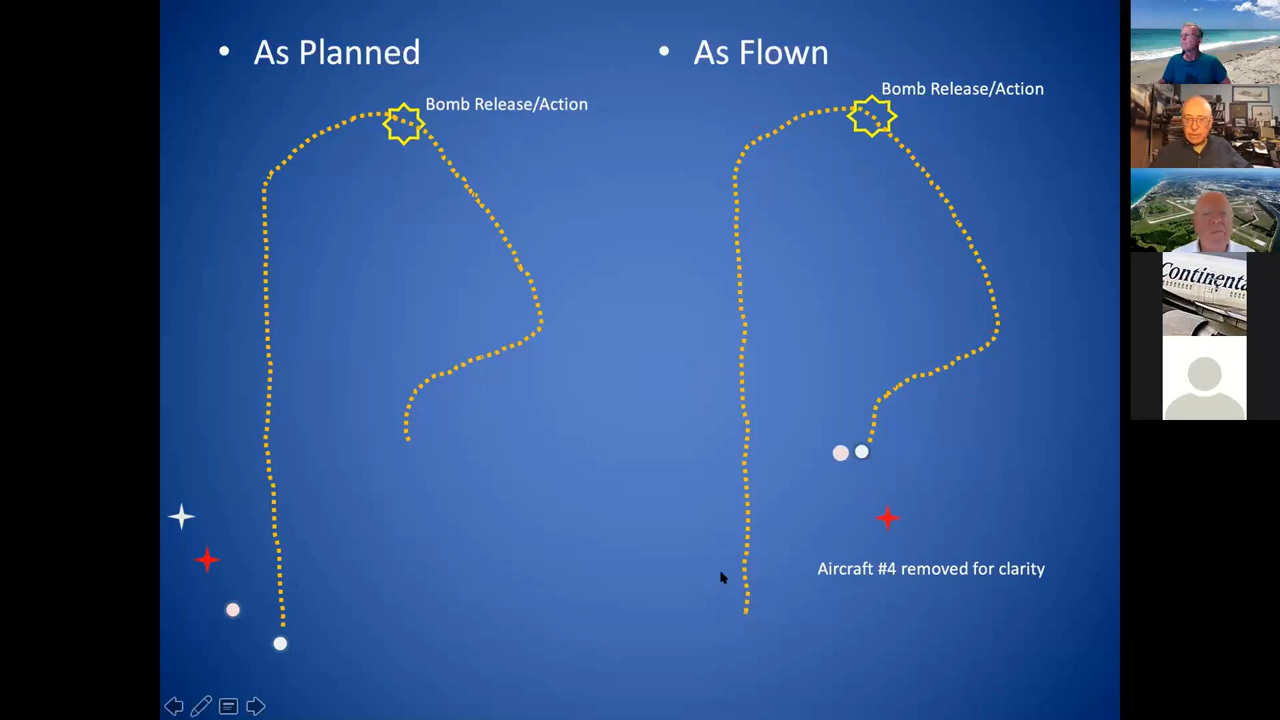 As Planned
As Flown
Bomb Release/Action
Bomb Release/Action
Aircraft #4 removed for clarity
Continenta